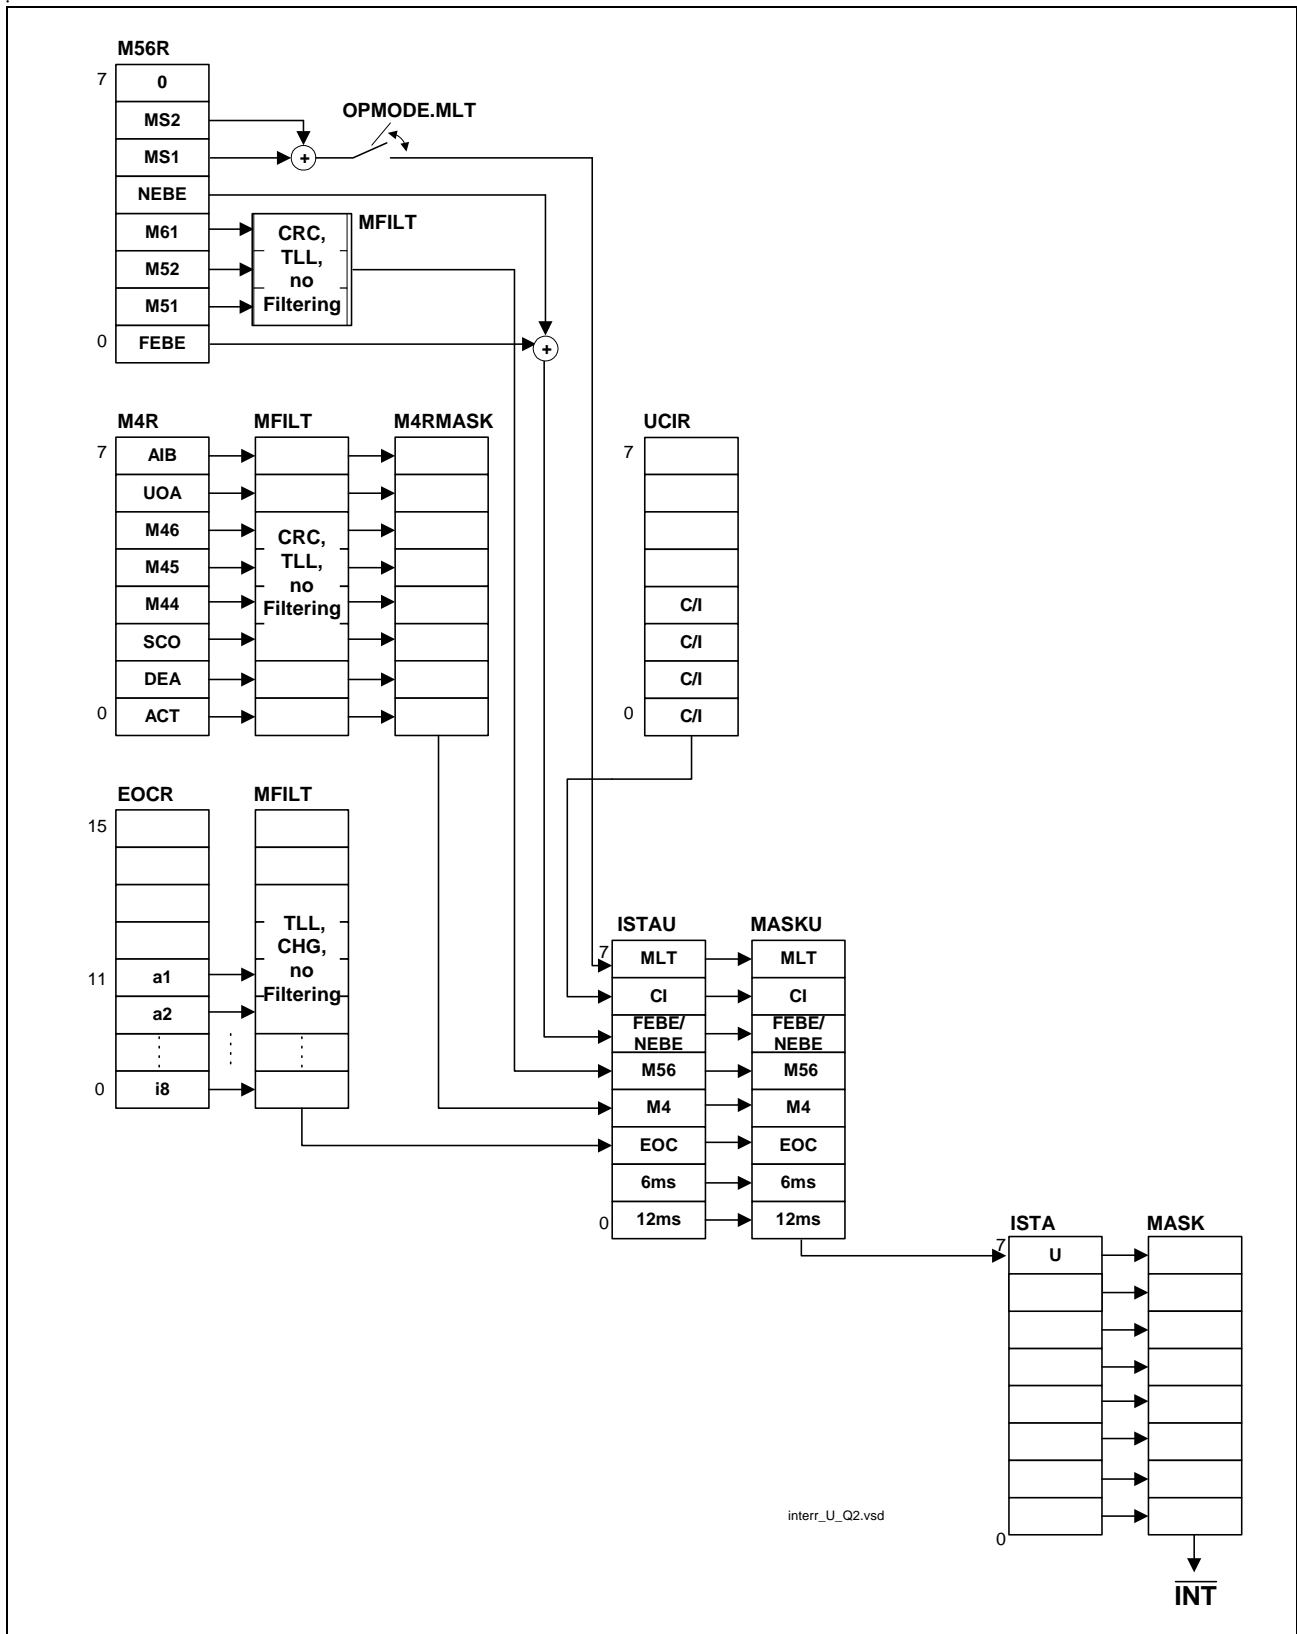 M56R
7
0
MS2
MS1
NEBE
M61
M52
M51
0
FEBE
OPMODE.MLT
+
MFILT
CRC,
TLL,
no
Filtering
+
M4R
7
AIB
UOA
M46
M45
M44
SCO
DEA
0
ACT
MFILT
CRC,
TLL,
no
Filtering
M4RMASK
UCIR
7
C/I
C/I
C/I
0
C/I
EOCR
15
11
a1
a2
0
i8
MFILT
TLL,
CHG,
no
Filtering
ISTAU
7
MLT
CI
FEBE/
NEBE
M56
M4
EOC
6ms
0
12ms
MASKU
MLT
CI
FEBE/
NEBE
M56
M4
EOC
6ms
12ms
ISTA
7
U
0
MASK
INT
interr_U_Q2.vsd